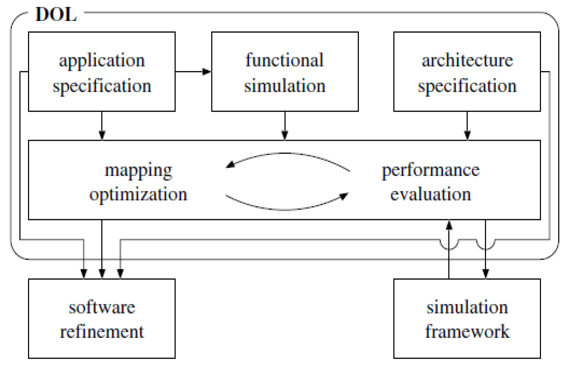 DOL
application
specification
functional
simulation
architecture
specification
mapping
optimization
performance
evaluation
software
refinement
simulation
framework